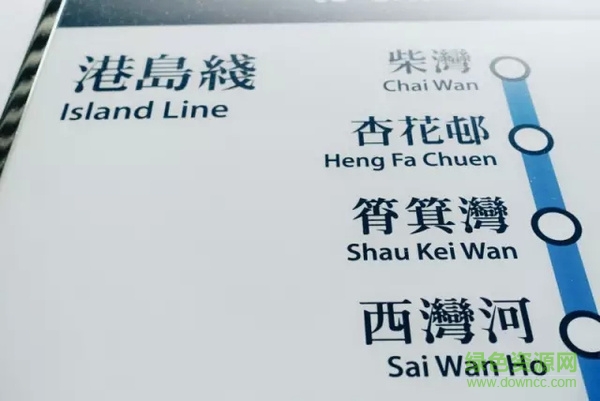 港島綫
Island Line
柴灣
Chai Wan
杏花邨
Heng Fa Chuen
筲箕灣
Shau Kei Wan
西灣河
Sai Wan Ho
绿色资源网
www.downcc.com